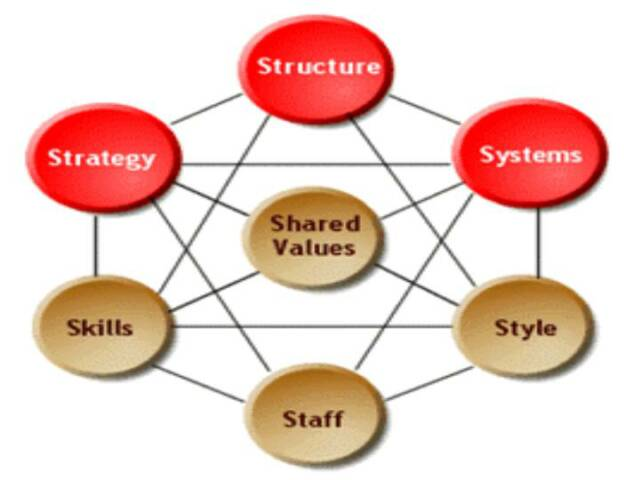 Structure
Strategy
Systems
Shared
Values
Skills
Style
Staff